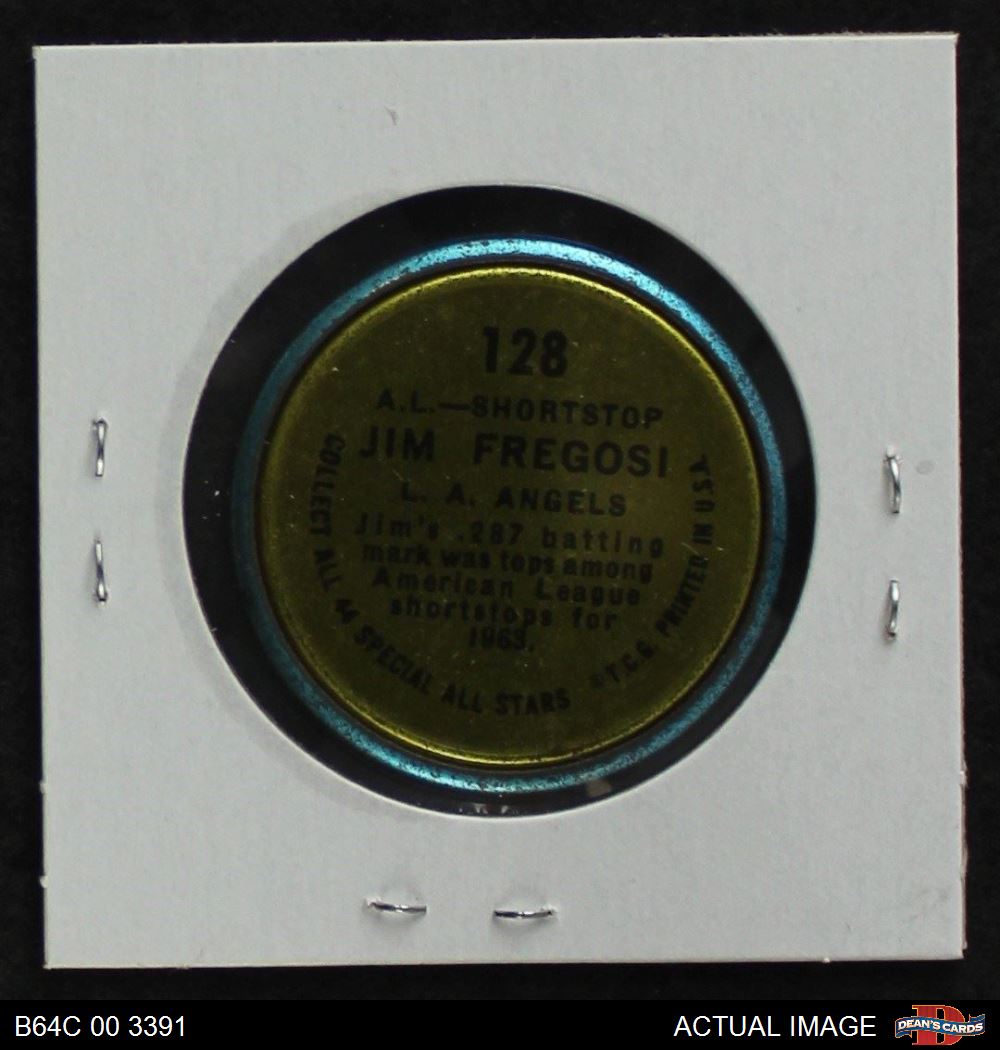 128
A.L.—SHORTSTOP
JIM FREGOSI
L. A. ANGELS
Jim's .287 batting
mark was tops among
American League
shortstops for
1963.
COLLECT ALL 44 SPECIAL ALL STARS
©T.C.G. PRINTED IN USA
B64C 00 3391
ACTUAL IMAGE
D
DEAN'S CARDS